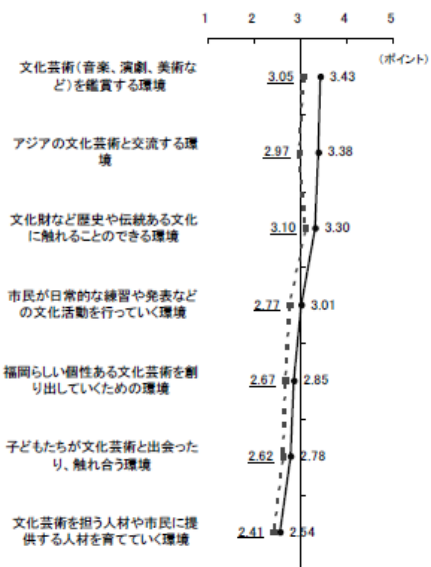 1 2 3 4 5
(ポイント)
文化芸術(音楽、演劇、美術な
ど)を鑑賞する環境
3.05 3.43
アジアの文化芸術と交流する環
境
2.97 3.38
文化財など歴史や伝統ある文化
に触れることのできる環境
3.10 3.30
市民が日常的な練習や発表など
の文化活動を行っていく環境
2.77 3.01
福岡らしい個性ある文化芸術を創
り出していくための環境
2.67 2.85
子どもたちが文化芸術と出会った
り、触れ合う環境
2.62 2.78
文化芸術を担う人材や市民に提
供する人材を育てていく環境
2.41 2.54